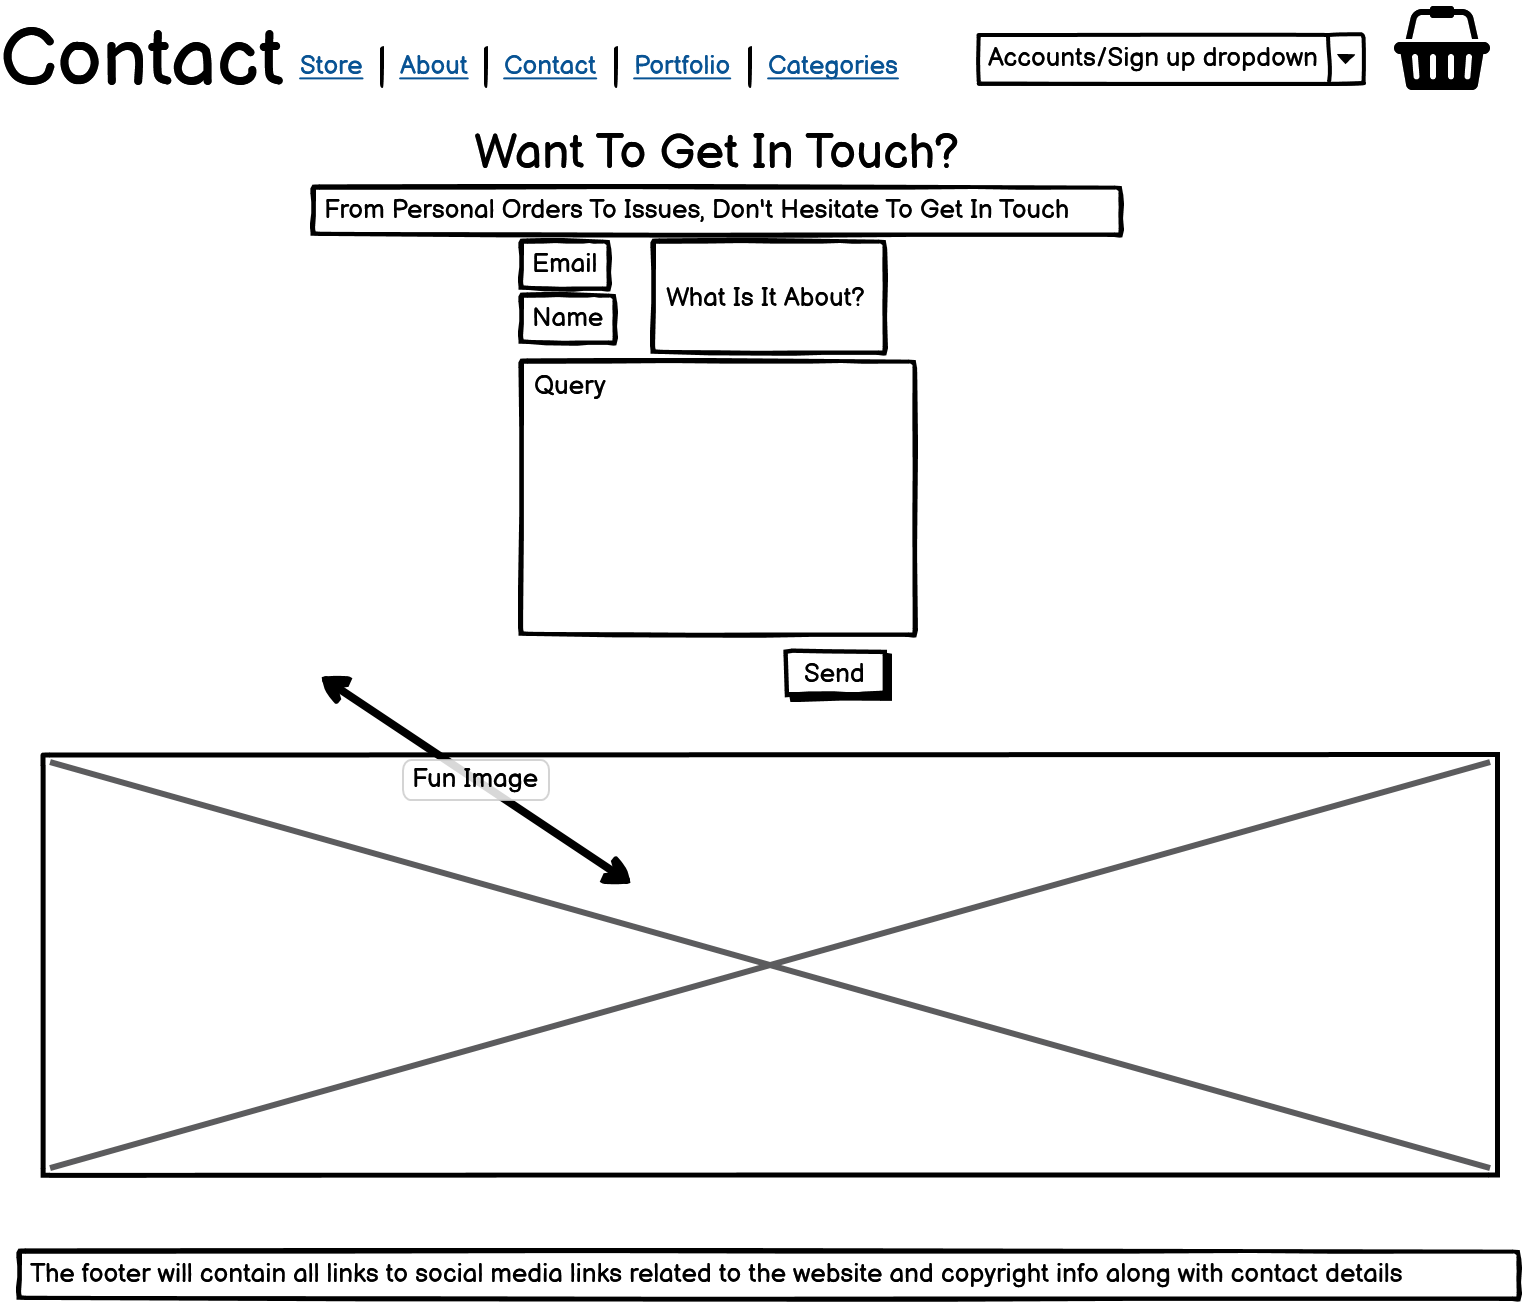 Contact
Store | About | Contact | Portfolio | Categories
Accounts/Sign up dropdown
Want To Get In Touch?
From Personal Orders To Issues, Don't Hesitate To Get In Touch
Email
What Is It About?
Name
Query
Send
Fun Image
The footer will contain all links to social media links related to the website and copyright info along with contact details